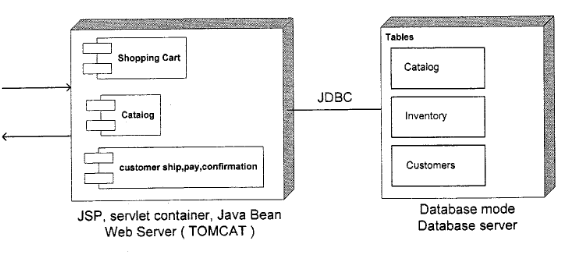 Shopping Cart
Catalog
customer ship,pay,confirmation
JSP, servlet container, Java Bean
Web Server ( TOMCAT )
JDBC
Tables
Catalog
Inventory
Customers
Database mode
Database server